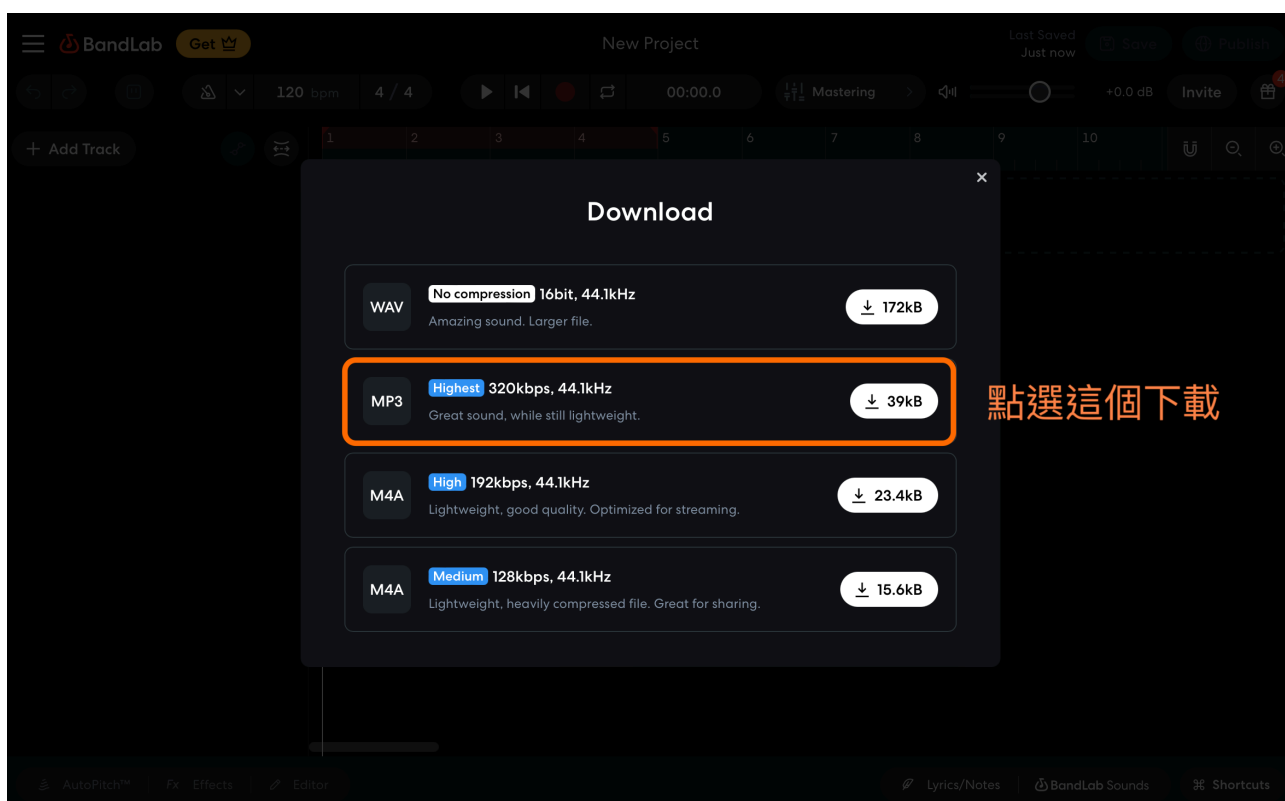 BandLab
Get
New Project
Last Saved
Just now
Save
Publish
120 bpm
4 / 4
00:00.0
Mastering
+0.0 dB
Invite
4
+ Add Track
1
2
3
4
5
6
7
8
9
10
Download
WAV
No compression 16bit, 44.1kHz
Amazing sound. Larger file.
172kB
MP3
Highest 320kbps, 44.1kHz
Great sound, while still lightweight.
39kB
點選這個下載
M4A
High 192kbps, 44.1kHz
Lightweight, good quality. Optimized for streaming.
23.4kB
M4A
Medium 128kbps, 44.1kHz
Lightweight, heavily compressed file. Great for sharing.
15.6kB
AutoPitch™
Fx Effects
Editor
Lyrics/Notes
BandLab Sounds
⌘ Shortcuts